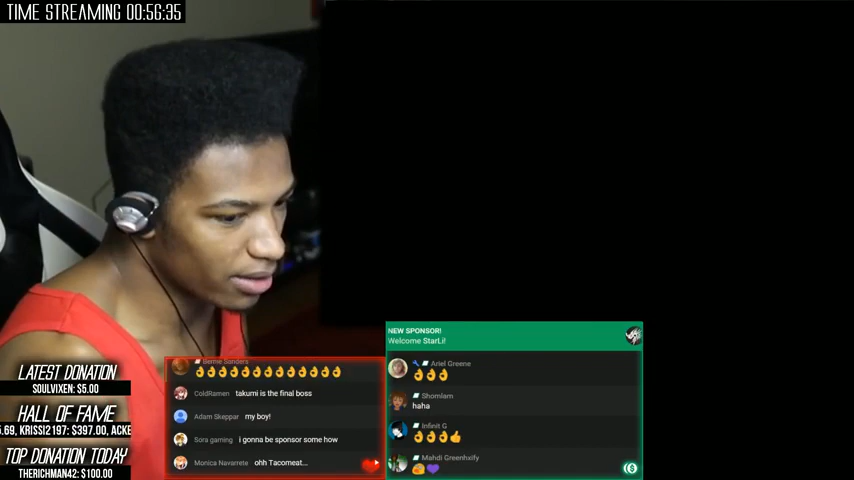 TIME STREAMING 00:56:35
LATEST DONATION
SOULVIXEN: $5.00
HALL OF FAME
5.69, KRISSI2197: $397.00, ACKE
TOP DONATION TODAY
THERICHMAN42: $100.00
Bernie Sanders
👌👌👌👌👌👌👌👌👌👌👌👌👌
ColdRamen takumi is the final boss
Adam Skeppar my boy!
Sora gaming i gonna be sponsor some how
Monica Navarrete ohh Tacomeat...
NEW SPONSOR!
Welcome StarLi!
Ariel Greene
👌👌👌
Shomlam
haha
Infinit G
👌👌👌👍
Mahdi Greenhxify